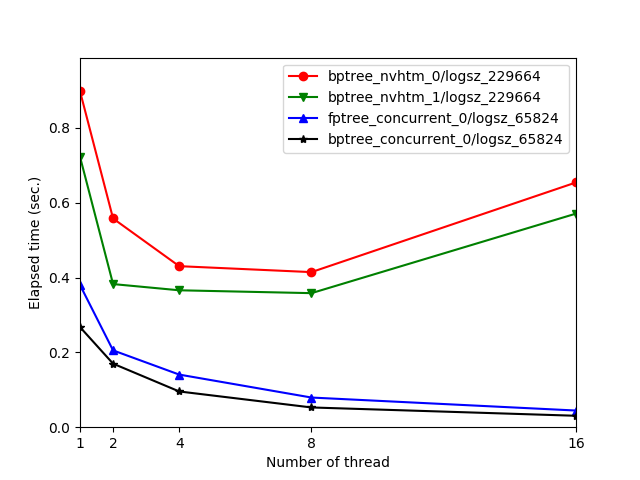 bptree_nvhtm_0/logsz_229664
bptree_nvhtm_1/logsz_229664
fptree_concurrent_0/logsz_65824
bptree_concurrent_0/logsz_65824
Elapsed time (sec.)
0.8
0.6
0.4
0.2
0.0
1 2 4 8 16
Number of thread